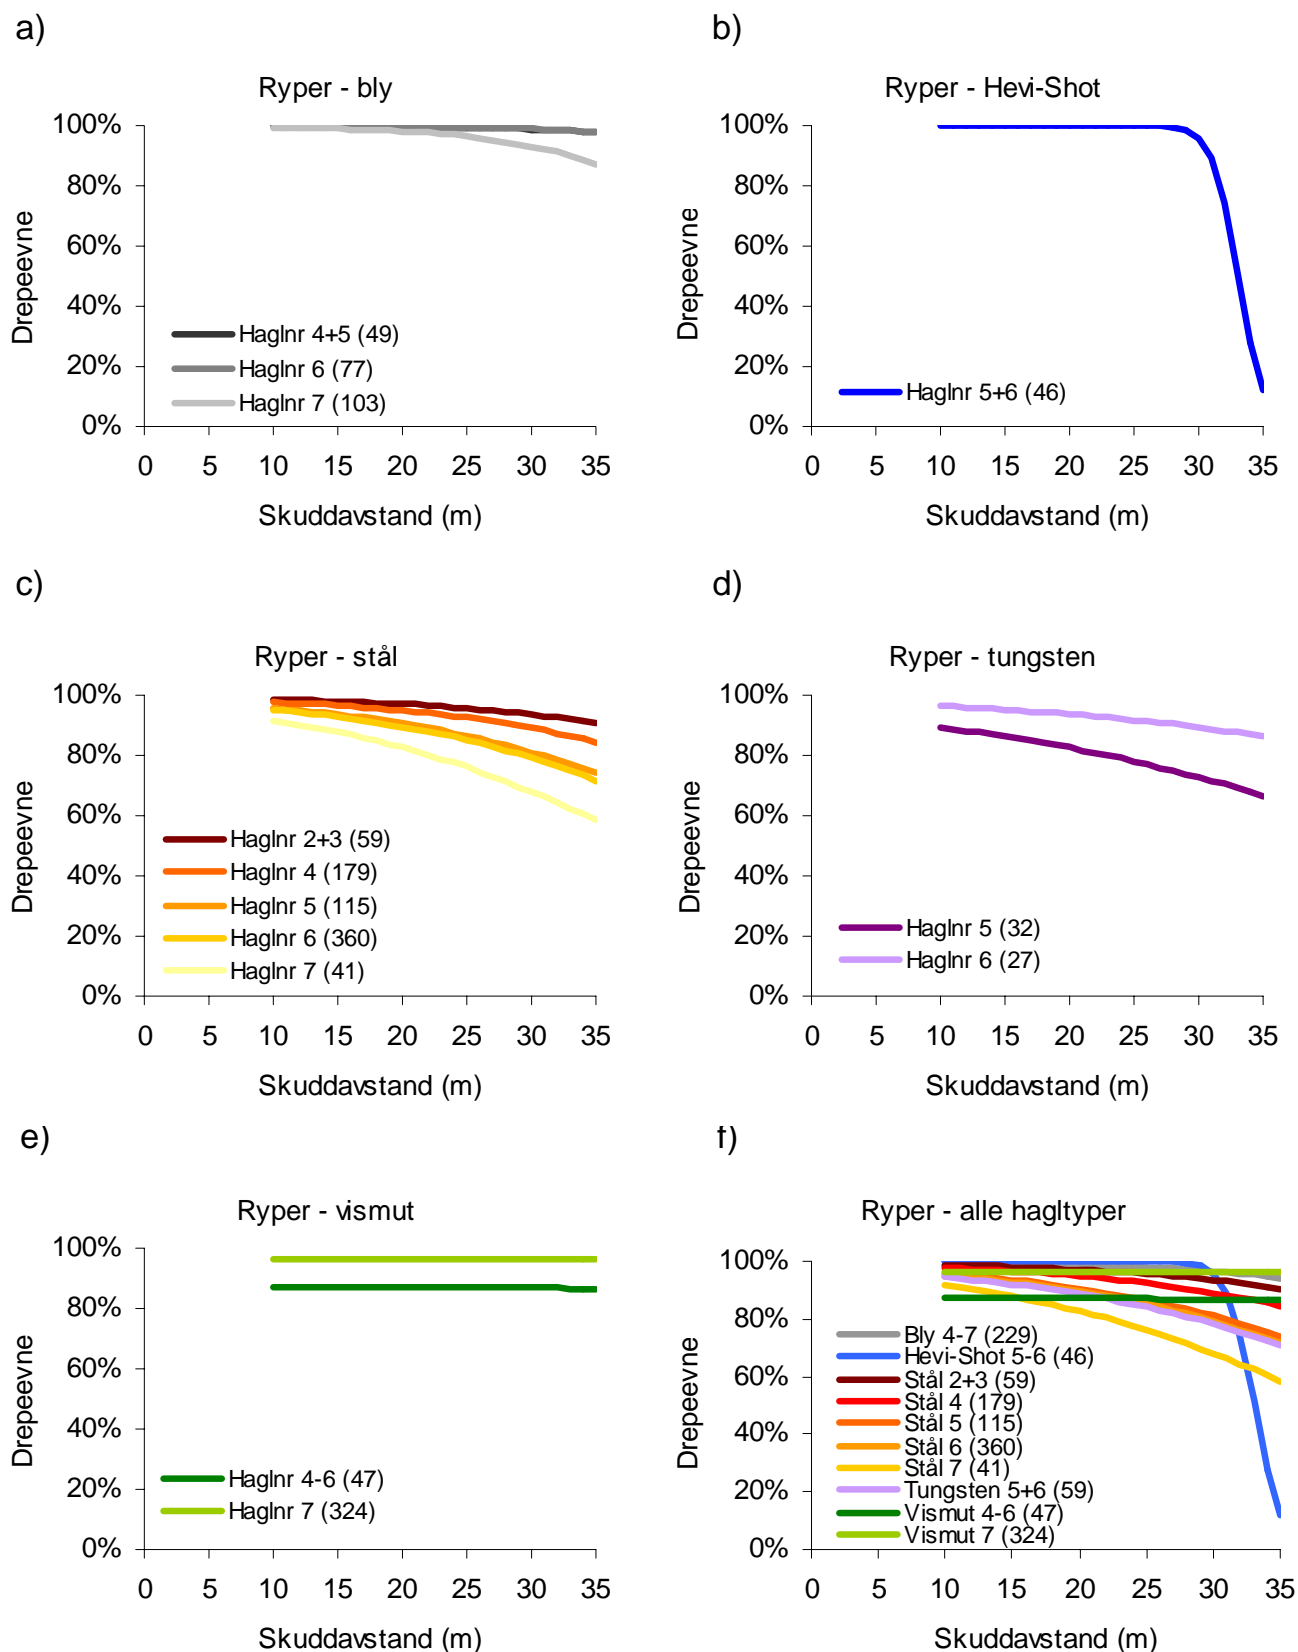 a)
Ryper - bly
100%
80%
60%
40%
20%
0%
Drepeevne
Haglnr 4+5 (49)
Haglnr 6 (77)
Haglnr 7 (103)
0 5 10 15 20 25 30 35
Skuddavstand (m)
b)
Ryper - Hevi-Shot
100%
80%
60%
40%
20%
0%
Drepeevne
Haglnr 5+6 (46)
0 5 10 15 20 25 30 35
Skuddavstand (m)
c)
Ryper - stål
100%
80%
60%
40%
20%
0%
Drepeevne
Haglnr 2+3 (59)
Haglnr 4 (179)
Haglnr 5 (115)
Haglnr 6 (360)
Haglnr 7 (41)
0 5 10 15 20 25 30 35
Skuddavstand (m)
d)
Ryper - tungsten
100%
80%
60%
40%
20%
0%
Drepeevne
Haglnr 5 (32)
Haglnr 6 (27)
0 5 10 15 20 25 30 35
Skuddavstand (m)
e)
Ryper - vismut
100%
80%
60%
40%
20%
0%
Drepeevne
Haglnr 4-6 (47)
Haglnr 7 (324)
0 5 10 15 20 25 30 35
Skuddavstand (m)
f)
Ryper - alle hagltyper
100%
80%
60%
40%
20%
0%
Drepeevne
Bly 4-7 (229)
Hevi-Shot 5-6 (46)
Stål 2+3 (59)
Stål 4 (179)
Stål 5 (115)
Stål 6 (360)
Stål 7 (41)
Tungsten 5+6 (59)
Vismut 4-6 (47)
Vismut 7 (324)
0 5 10 15 20 25 30 35
Skuddavstand (m)